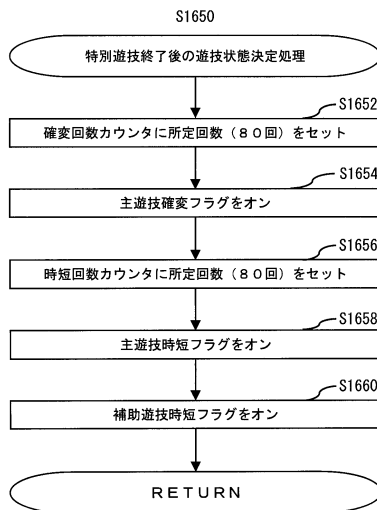 S1650
特別遊技終了後の遊技状態決定処理
S1652
確変回数カウンタに所定回数(80回)をセット
S1654
主遊技確変フラグをオン
S1656
時短回数カウンタに所定回数(80回)をセット
S1658
主遊技時短フラグをオン
S1660
補助遊技時短フラグをオン
RETURN